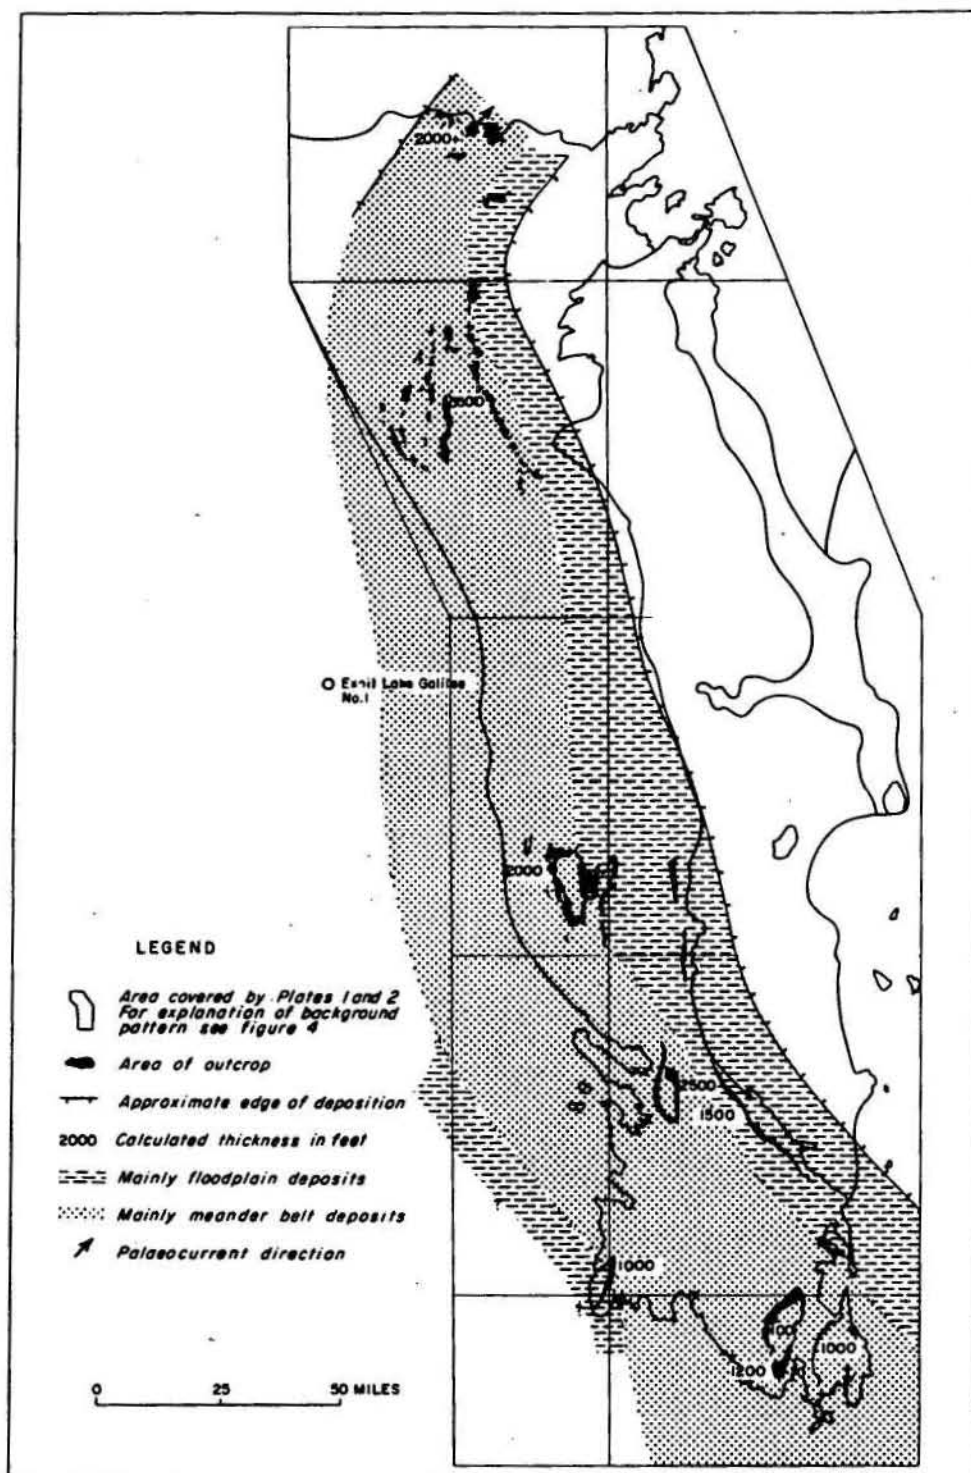 2000+
Lake Galilee
No.1
2000
LEGEND
Area covered by Plates 1 and 2
For explanation of background
pattern see figure 4
Area of outcrop
Approximate edge of deposition
2000 Calculated thickness in feet
Mainly floodplain deposits
Mainly meander belt deposits
Palaeocurrent direction
2500
1500
1000
1000
1200
0 25 50 MILES